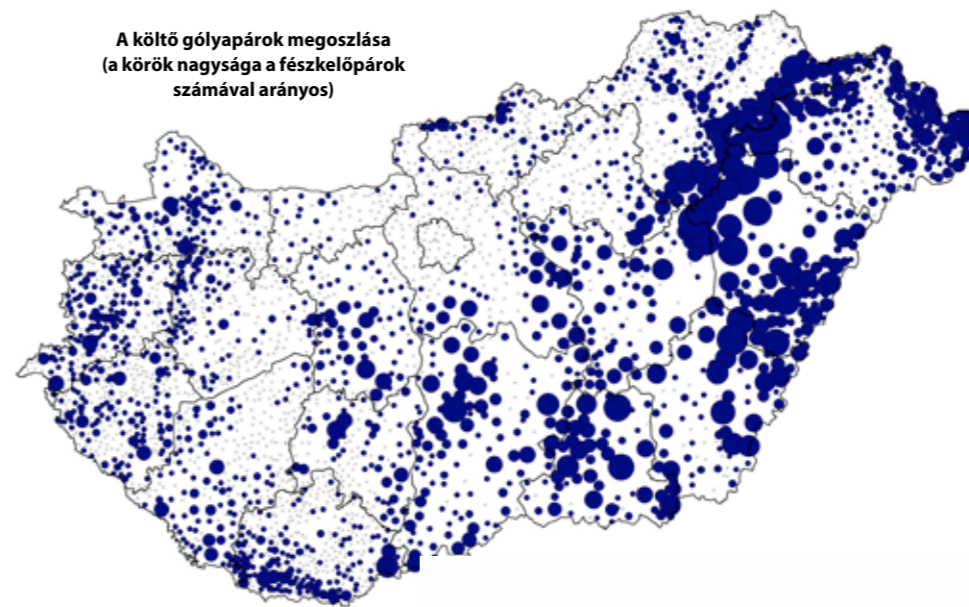 A költő gólyapárok megoszlása
(a körök nagysága a fészkelőpárok
számával arányos)